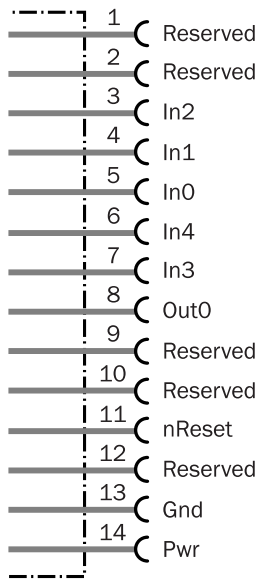 1 Reserved
2 Reserved
3 In2
4 In1
5 In0
6 In4
7 In3
8 Out0
9 Reserved
10 Reserved
11 nReset
12 Reserved
13 Gnd
14 Pwr